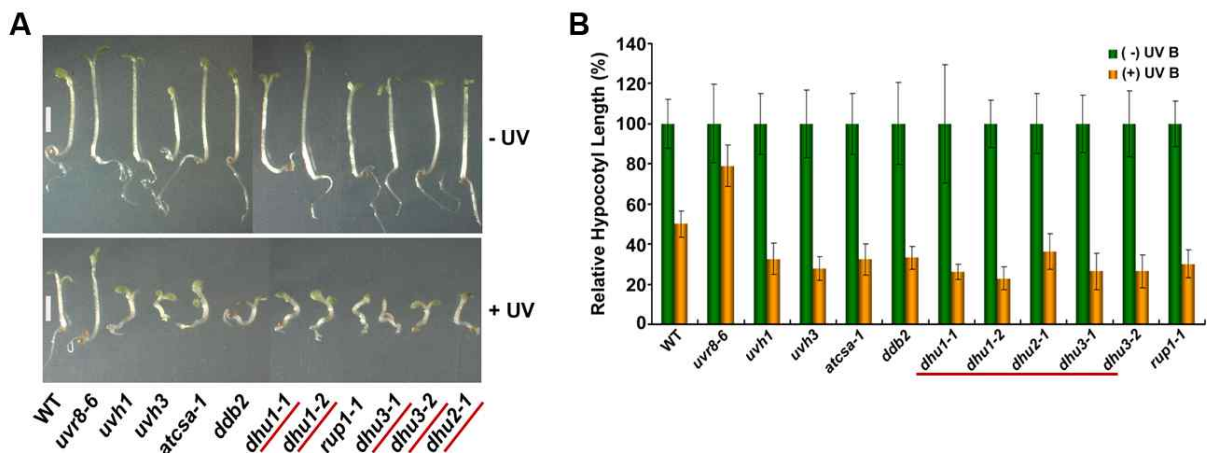 A
- UV
+ UV
WT
uvr8-6
uvh1
uvh3
atcsa-1
ddb2
dhu1-1
dhu1-2
rup1-1
dhu3-1
dhu3-2
dhu2-1
B
Relative Hypocotyl Length (%)
140
120
100
80
60
40
20
0
(-) UV B
(+) UV B
WT
uvr8-6
uvh1
uvh3
atcsa-1
ddb2
dhu1-1
dhu1-2
dhu2-1
dhu3-1
dhu3-2
rup1-1